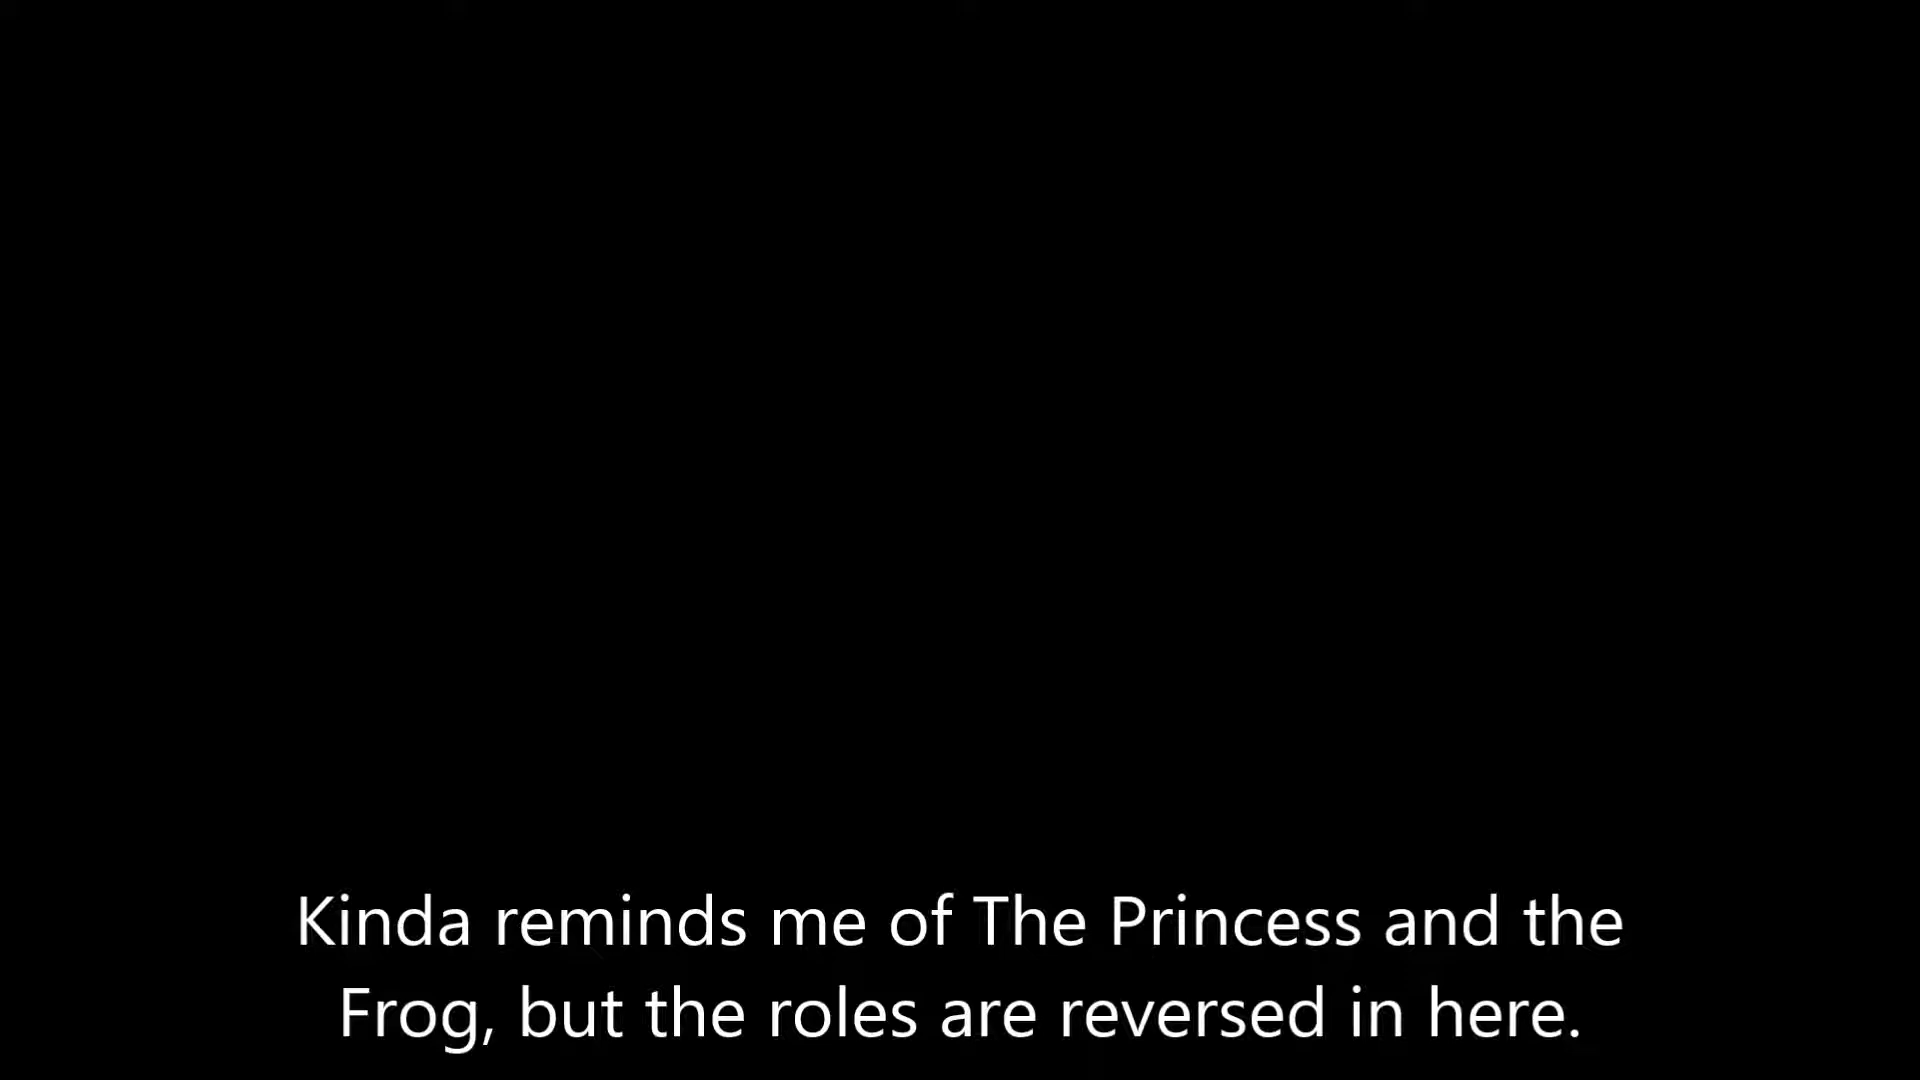 Kinda reminds me of The Princess and the
Frog, but the roles are reversed in here.